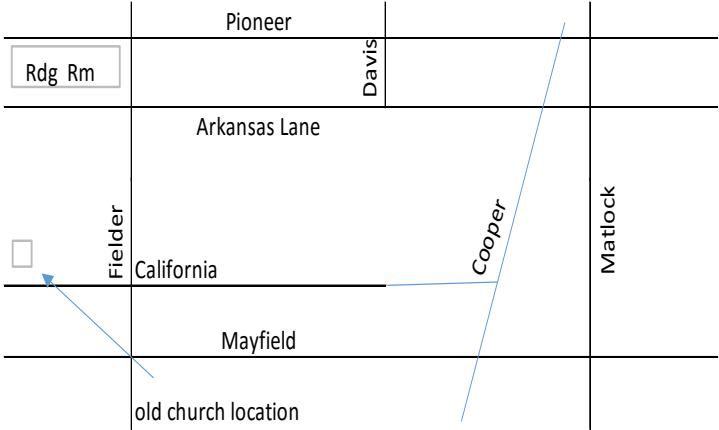 Pioneer
Davis
Rdg Rm
Arkansas Lane
Fielder
Cooper
Matlock
California
Mayfield
old church location